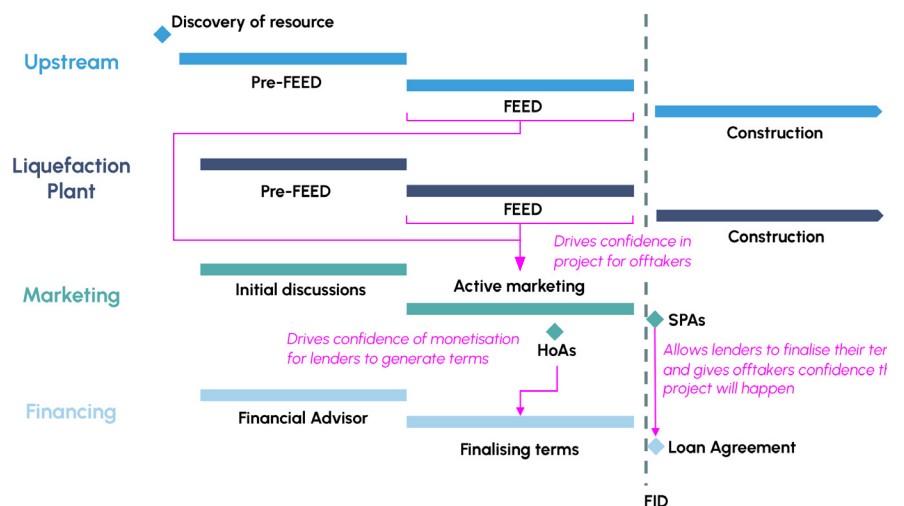 Discovery of resource
Upstream
Pre-FEED
FEED
Construction
Liquefaction
Plant
Pre-FEED
FEED
Construction
Drives confidence in
project for offtakers
Marketing
Initial discussions
Active marketing
SPAs
HoAs
Drives confidence of monetisation
for lenders to generate terms
Allows lenders to finalise their
and gives offtakers confidence
project will happen
Financing
Financial Advisor
Finalising terms
Loan Agreement
FID